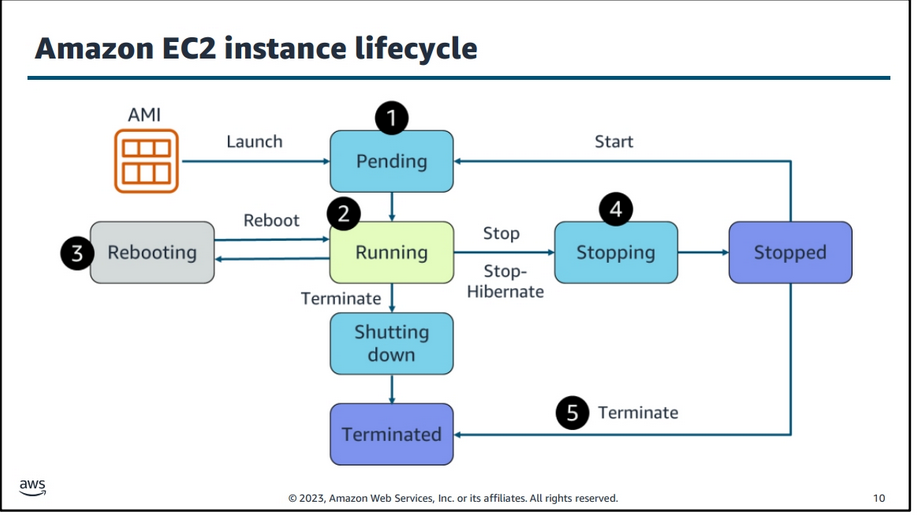 Amazon EC2 instance lifecycle
AMI
1
Launch
Pending
Start
2
4
Reboot
3
Rebooting
Running
Stop
Stopping
Stopped
Stop-
Hibernate
Terminate
Shutting
down
5 Terminate
Terminated
aws
© 2023, Amazon Web Services, Inc. or its affiliates. All rights reserved.
10